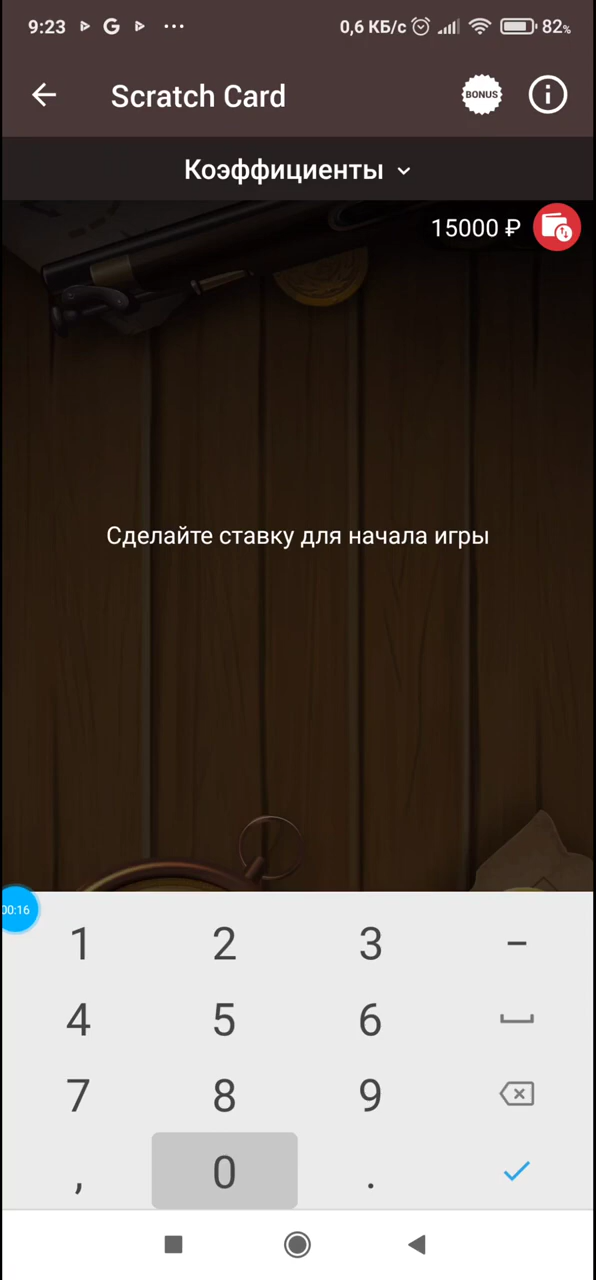 9:23 G ... 0,6 КБ/с 82%
Scratch Card BONUS i
Коэффициенты
15000 ₽
Сделайте ставку для начала игры
00:16
1 2 3 -
4 5 6
7 8 9
, 0 .